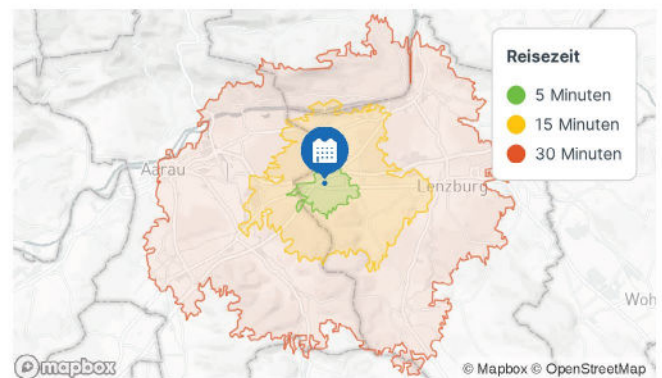 Reisezeit
5 Minuten
15 Minuten
30 Minuten
Aarau
Lenzburg
Woh
mapbox
© Mapbox © OpenStreetMap